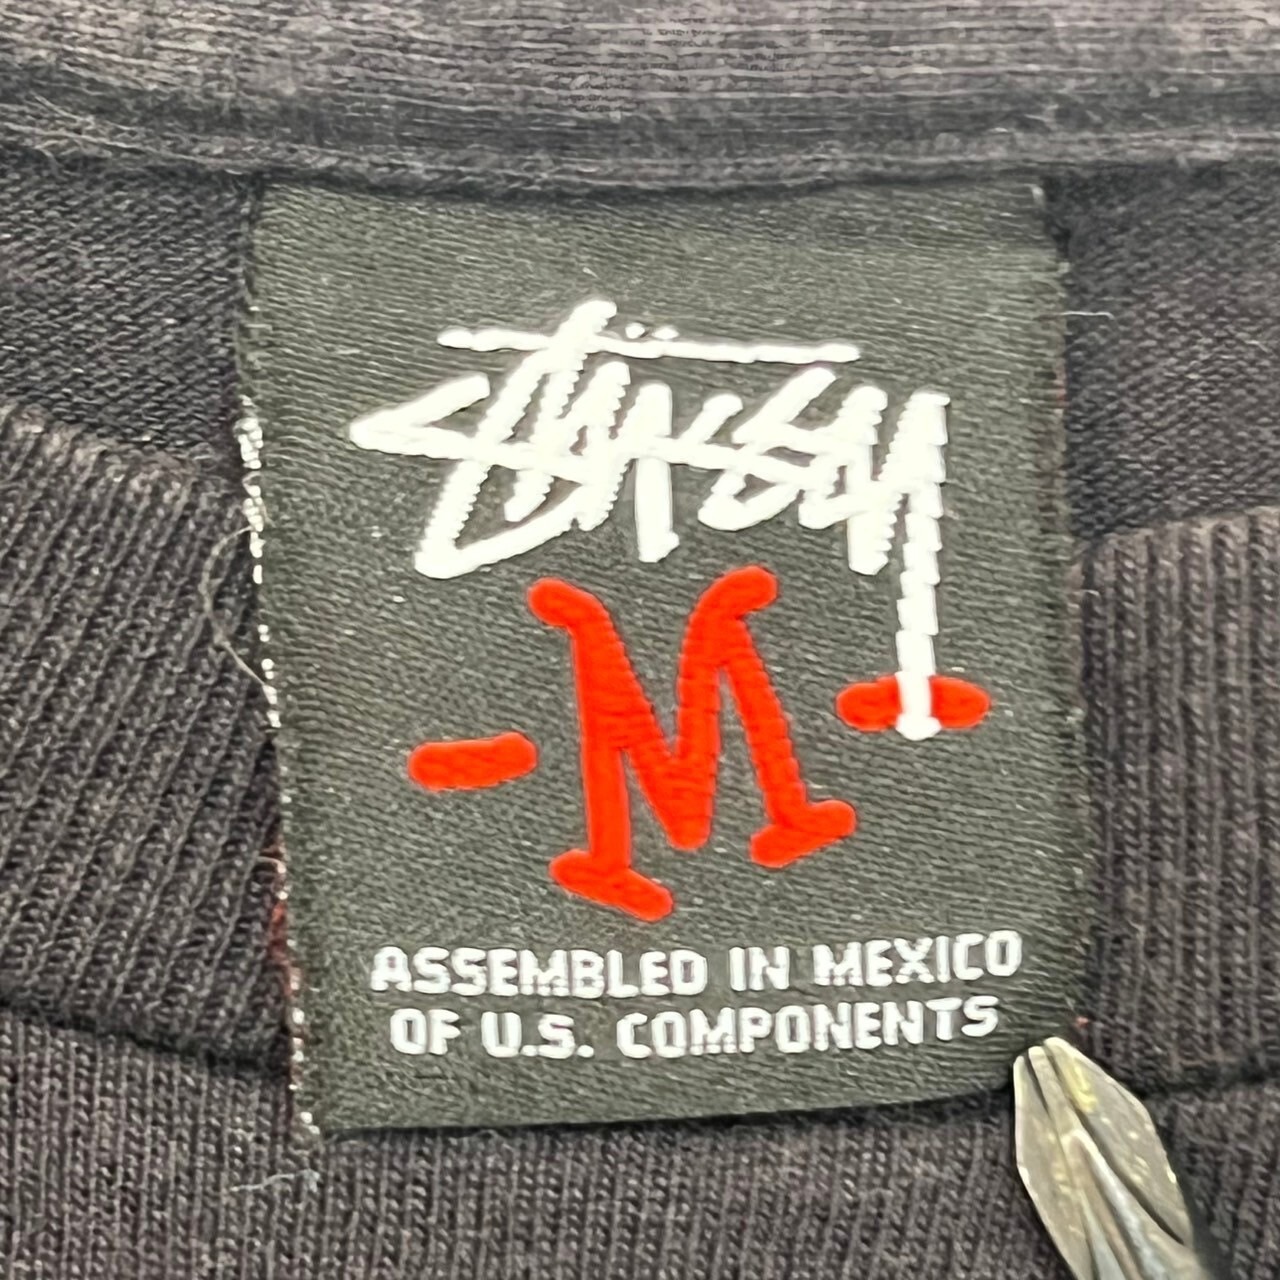 STÜSSY
- M -
ASSEMBLED IN MEXICO
OF U.S. COMPONENTS